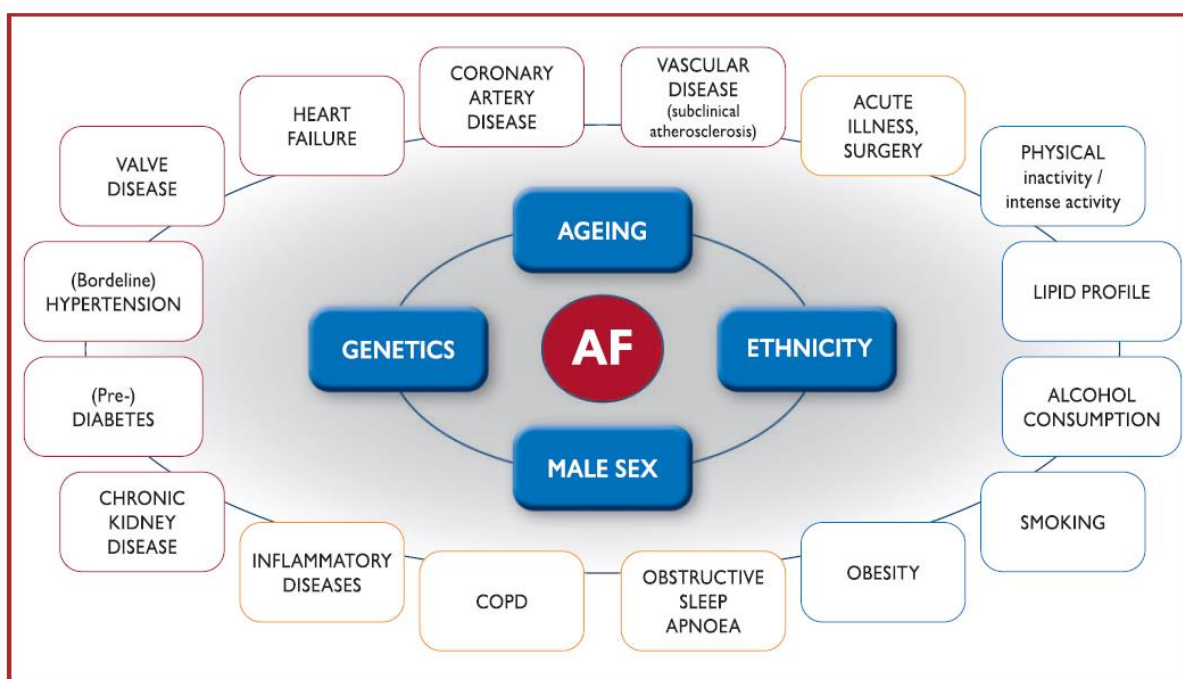 CORONARY
ARTERY
DISEASE
VASCULAR
DISEASE
(subclinical
atherosclerosis)
HEART
FAILURE
ACUTE
ILLNESS,
SURGERY
VALVE
DISEASE
PHYSICAL
inactivity /
intense activity
AGEING
(Bordeline)
HYPERTENSION
LIPID PROFILE
GENETICS
AF
ETHNICITY
(Pre-)
DIABETES
ALCOHOL
CONSUMPTION
MALE SEX
CHRONIC
KIDNEY
DISEASE
SMOKING
INFLAMMATORY
DISEASES
COPD
OBSTRUCTIVE
SLEEP
APNOEA
OBESITY